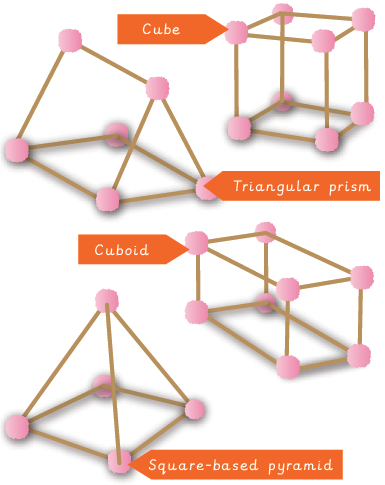 Cube
Triangular prism
Cuboid
Square-based pyramid